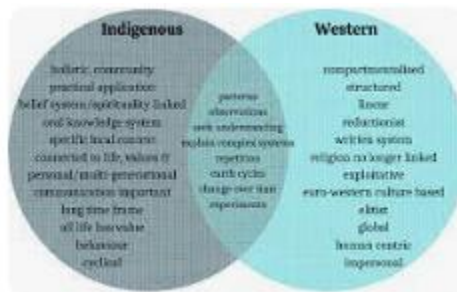 Indigenous
holistic community
practical application
belief system/spirituality linked
oral knowledge system
specific local context
connected to life, values &
personal/multi-generational
communication important
long time frame
all life has value
behaviour
cyclical
patterns
observations
seek understanding
explain complex systems
repetition
earth cycles
change over time
experiments
Western
compartmentalised
structured
linear
reductionist
written system
religion no longer linked
exploitative
euro-western culture based
elitist
global
human centric
impersonal